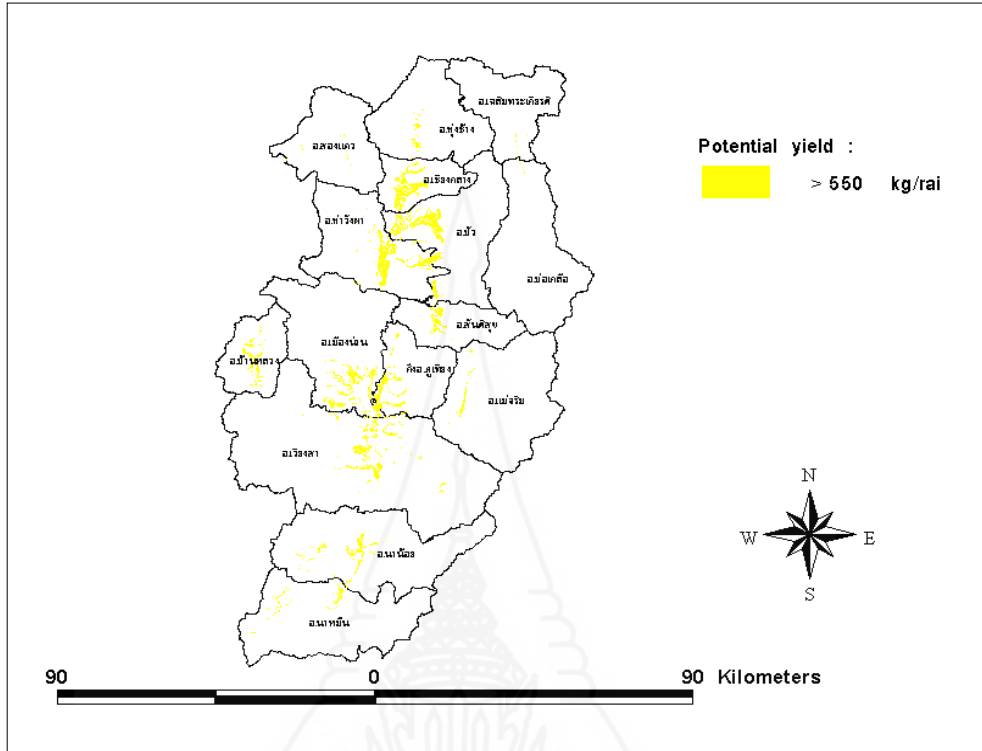 อ.เฉลิมพระเกียรติ
อ.ทุ่งช้าง
อ.สองแคว
อ.เชียงกลาง
อ.ท่าวังผา
อ.ปัว
อ.บ่อเกลือ
อ.สันติสุข
อ.เมืองน่าน
อ.บ้านหลวง
กิ่งอ.ภูเพียง
อ.แม่จริม
อ.เวียงสา
อ.นาน้อย
อ.นาหมื่น
Potential yield :
> 550 kg/rai
N
W E
S
90 0 90 Kilometers